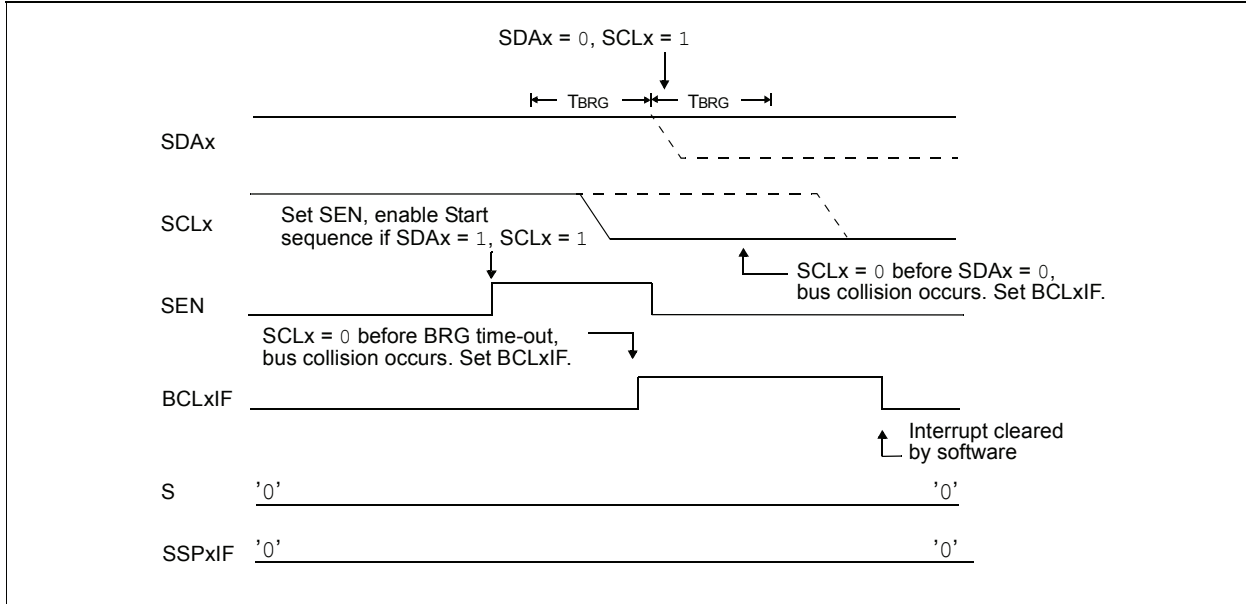 SDAx = 0, SCLx = 1
TBRG TBRG
SDAx
SCLx
Set SEN, enable Start
sequence if SDAx = 1, SCLx = 1
SCLx = 0 before SDAx = 0,
bus collision occurs. Set BCLxIF.
SEN
SCLx = 0 before BRG time-out,
bus collision occurs. Set BCLxIF.
BCLxIF
Interrupt cleared
by software
S '0' '0'
SSPxIF '0' '0'